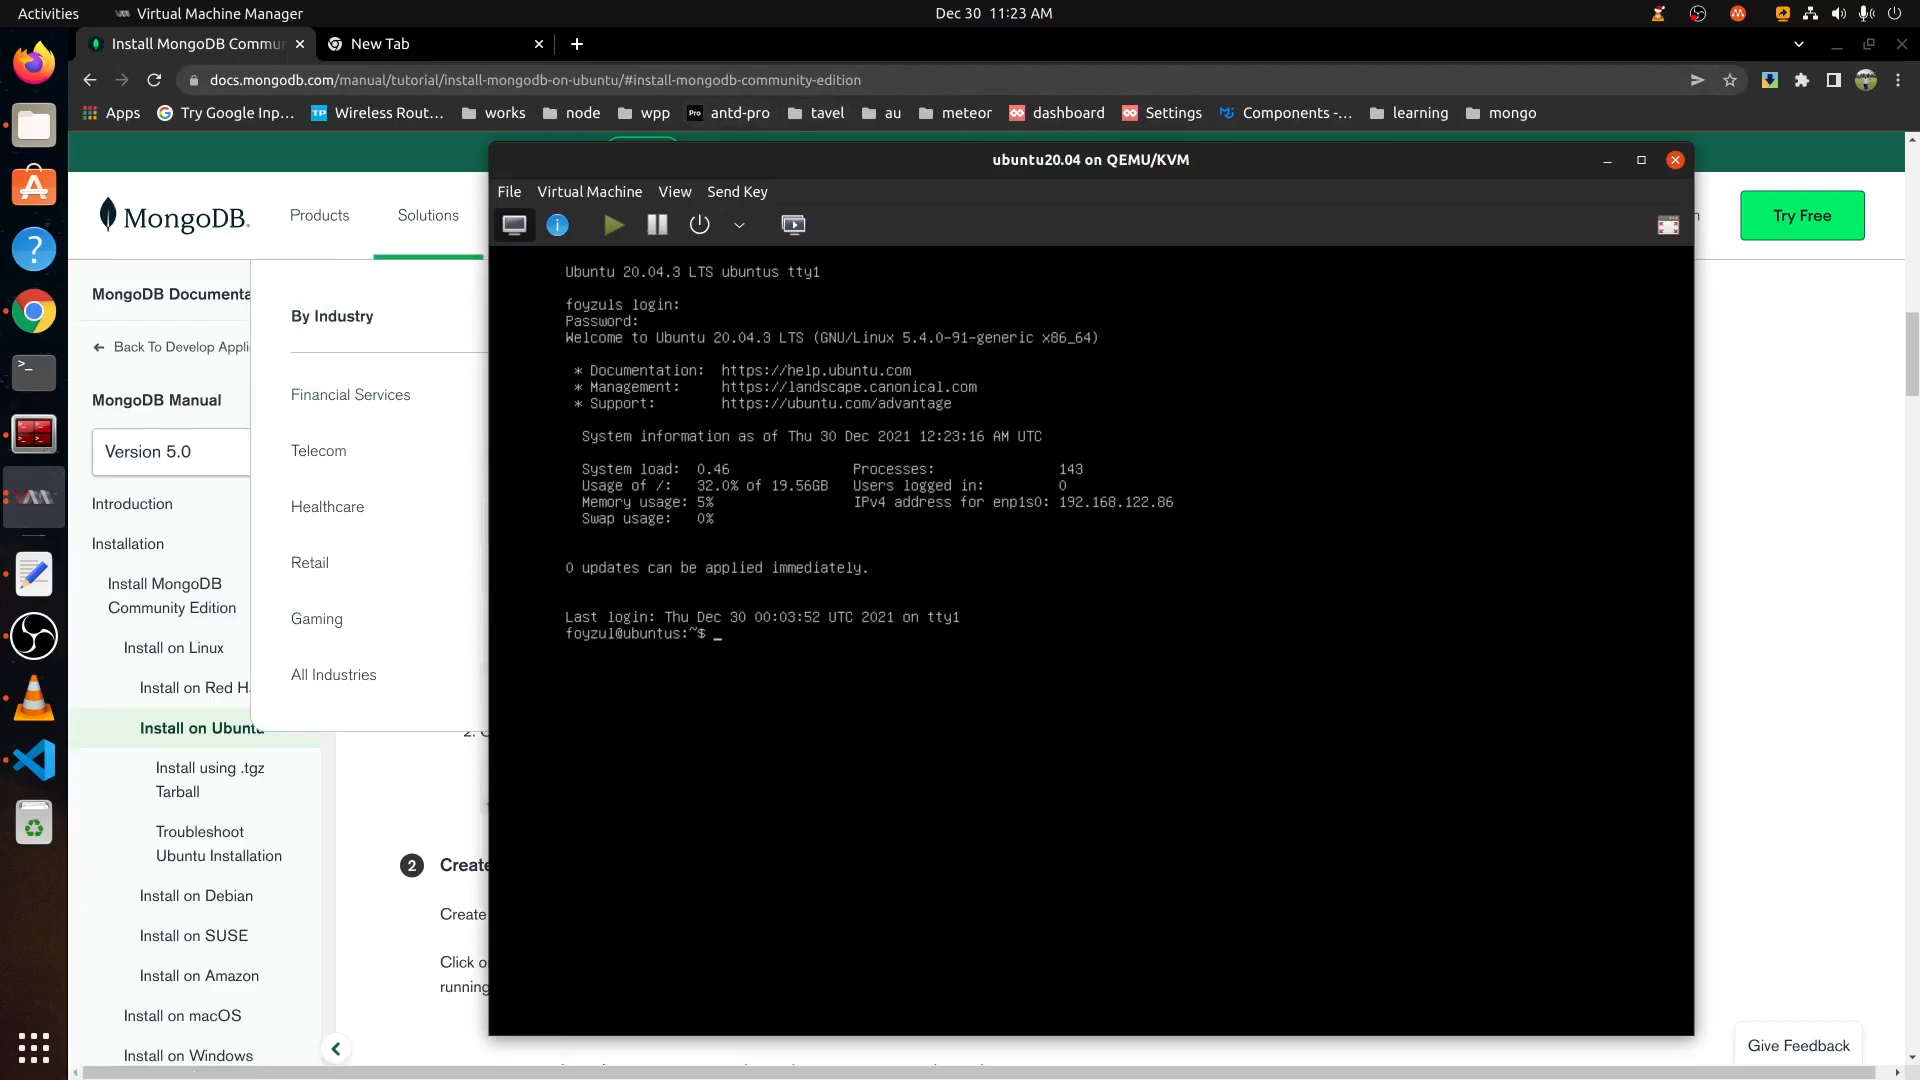 Activities
Virtual Machine Manager
Dec 30 11:23 AM
Install MongoDB Commu
New Tab
docs.mongodb.com/manual/tutorial/install-mongodb-on-ubuntu/#install-mongodb-community-edition
Apps
Try Google Inp...
TP
Wireless Rout...
works
node
wpp
Pro
antd-pro
tavel
au
meteor
dashboard
Settings
Components -...
learning
mongo
ubuntu20.04 on QEMU/KVM
File
Virtual Machine
View
Send Key
MongoDB.
Products
Solutions
Try Free
MongoDB Documenta
Back To Develop Appli
MongoDB Manual
Version 5.0
Introduction
Installation
Install MongoDB
Community Edition
Install on Linux
Install on Red Ha
Install on Ubuntu
Install using .tgz
Tarball
Troubleshoot
Ubuntu Installation
Install on Debian
Install on SUSE
Install on Amazon
Install on macOS
Install on Windows
By Industry
Financial Services
Telecom
Healthcare
Retail
Gaming
All Industries
Ubuntu 20.04.3 LTS ubuntus tty1
foyzuls login:
Password:
Welcome to Ubuntu 20.04.3 LTS (GNU/Linux 5.4.0-91-generic x86_64)
* Documentation: https://help.ubuntu.com
* Management: https://landscape.canonical.com
* Support: https://ubuntu.com/advantage
System information as of Thu 30 Dec 2021 12:23:16 AM UTC
System load: 0.46 Processes: 143
Usage of /: 32.0% of 19.56GB Users logged in: 0
Memory usage: 5% IPv4 address for enp1s0: 192.168.122.86
Swap usage: 0%
0 updates can be applied immediately.
Last login: Thu Dec 30 00:03:52 UTC 2021 on tty1
foyzul@ubuntus:~$ _
2 Create
Create
Click o
running
Give Feedback